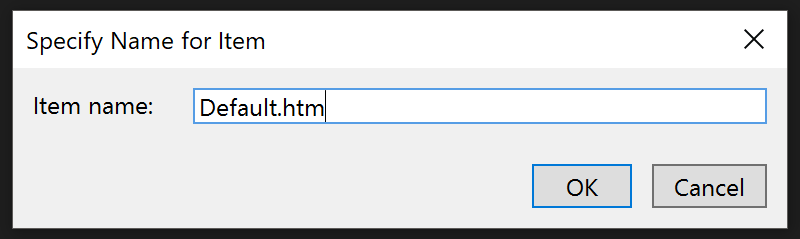 Specify Name for Item
Item name: Default.htm
OK Cancel